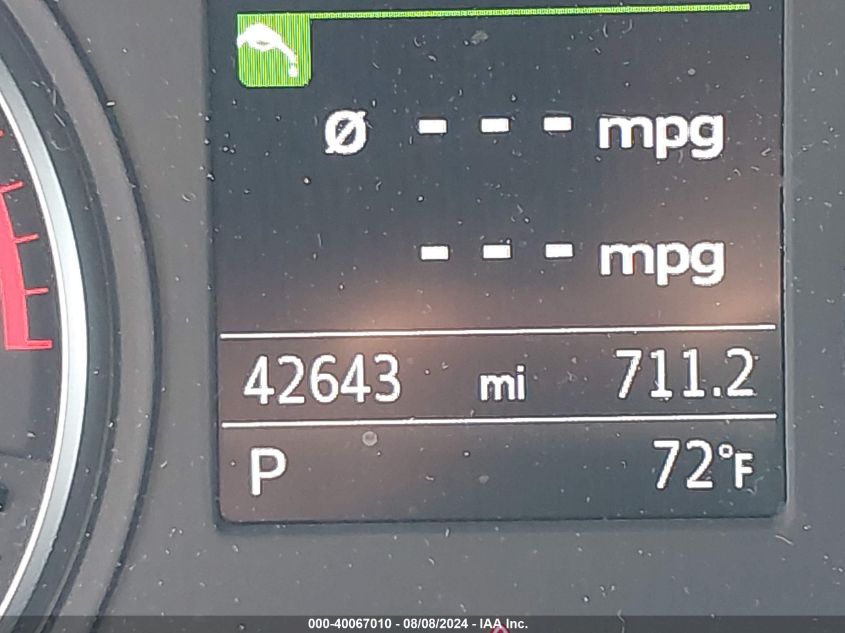 Ø - - - mpg
- - - mpg
42643 mi 711.2
P 72°F
000-40067010 - 08/08/2024 - IAA Inc.